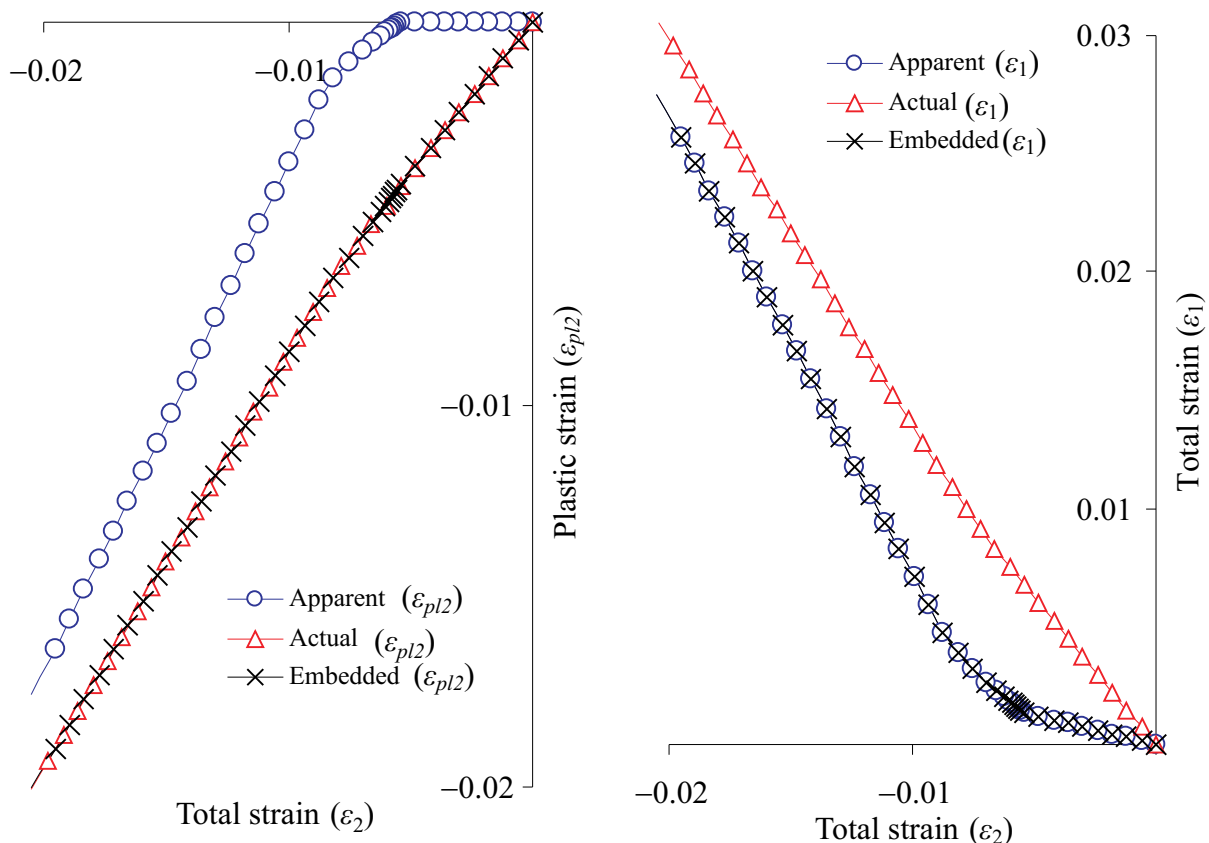 −0.02
−0.01
Plastic strain (εpl2)
−0.01
Apparent (εpl2)
Actual (εpl2)
Embedded (εpl2)
−0.02
Total strain (ε2)
0.03
Apparent (ε1)
Actual (ε1)
Embedded (ε1)
0.02
Total strain (ε1)
0.01
−0.02
−0.01
Total strain (ε2)